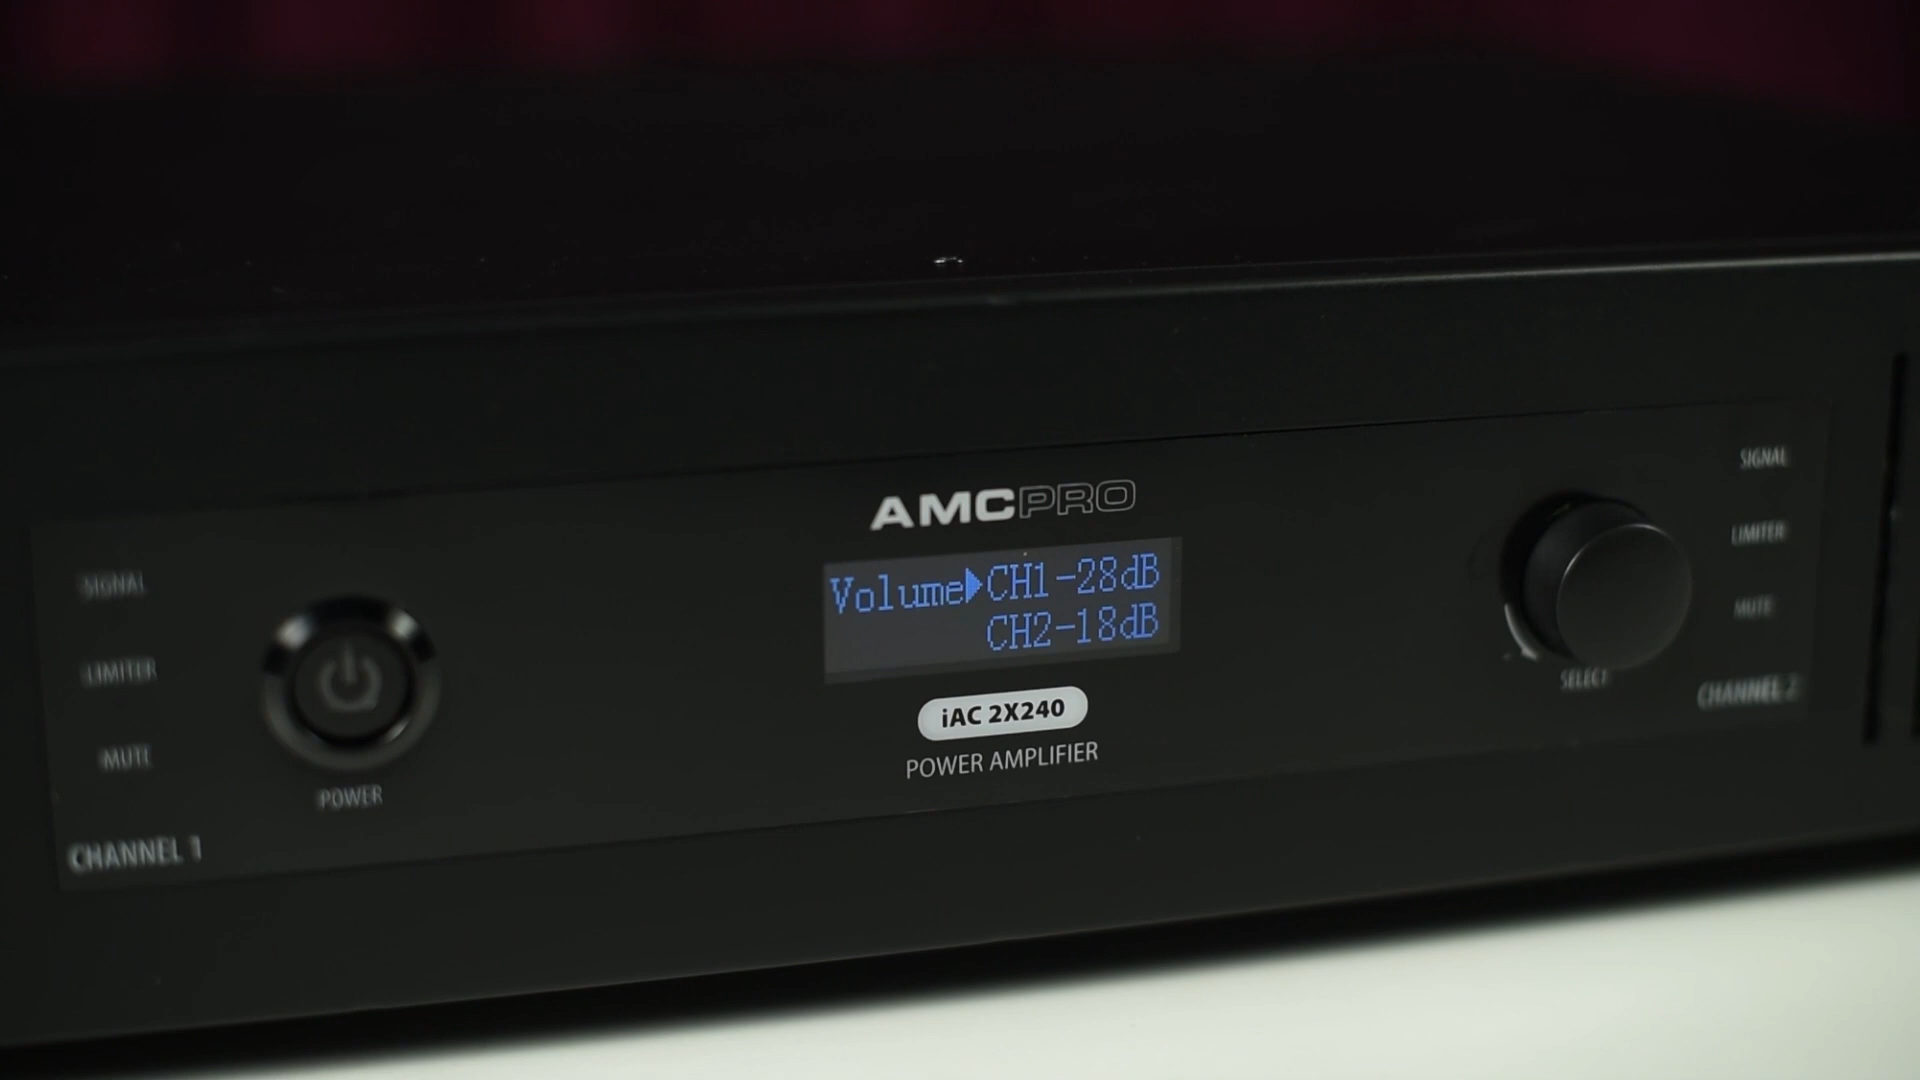 AMCPRO
Volume▶CH1-28dB
CH2-18dB
iAC 2X240
POWER AMPLIFIER
SIGNAL
LIMITER
MUTE
CHANNEL 1
POWER
SELECT
SIGNAL
LIMITER
MUTE
CHANNEL 2